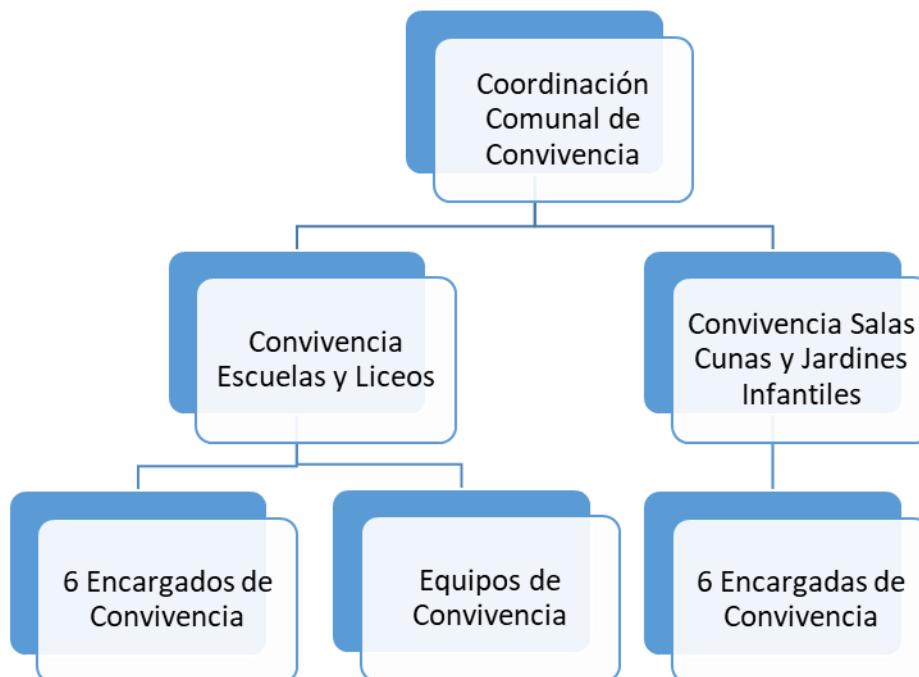 Coordinación
Comunal de
Convivencia
Convivencia
Escuelas y Liceos
Convivencia Salas
Cunas y Jardines
Infantiles
6 Encargados de
Convivencia
Equipos de
Convivencia
6 Encargadas de
Convivencia